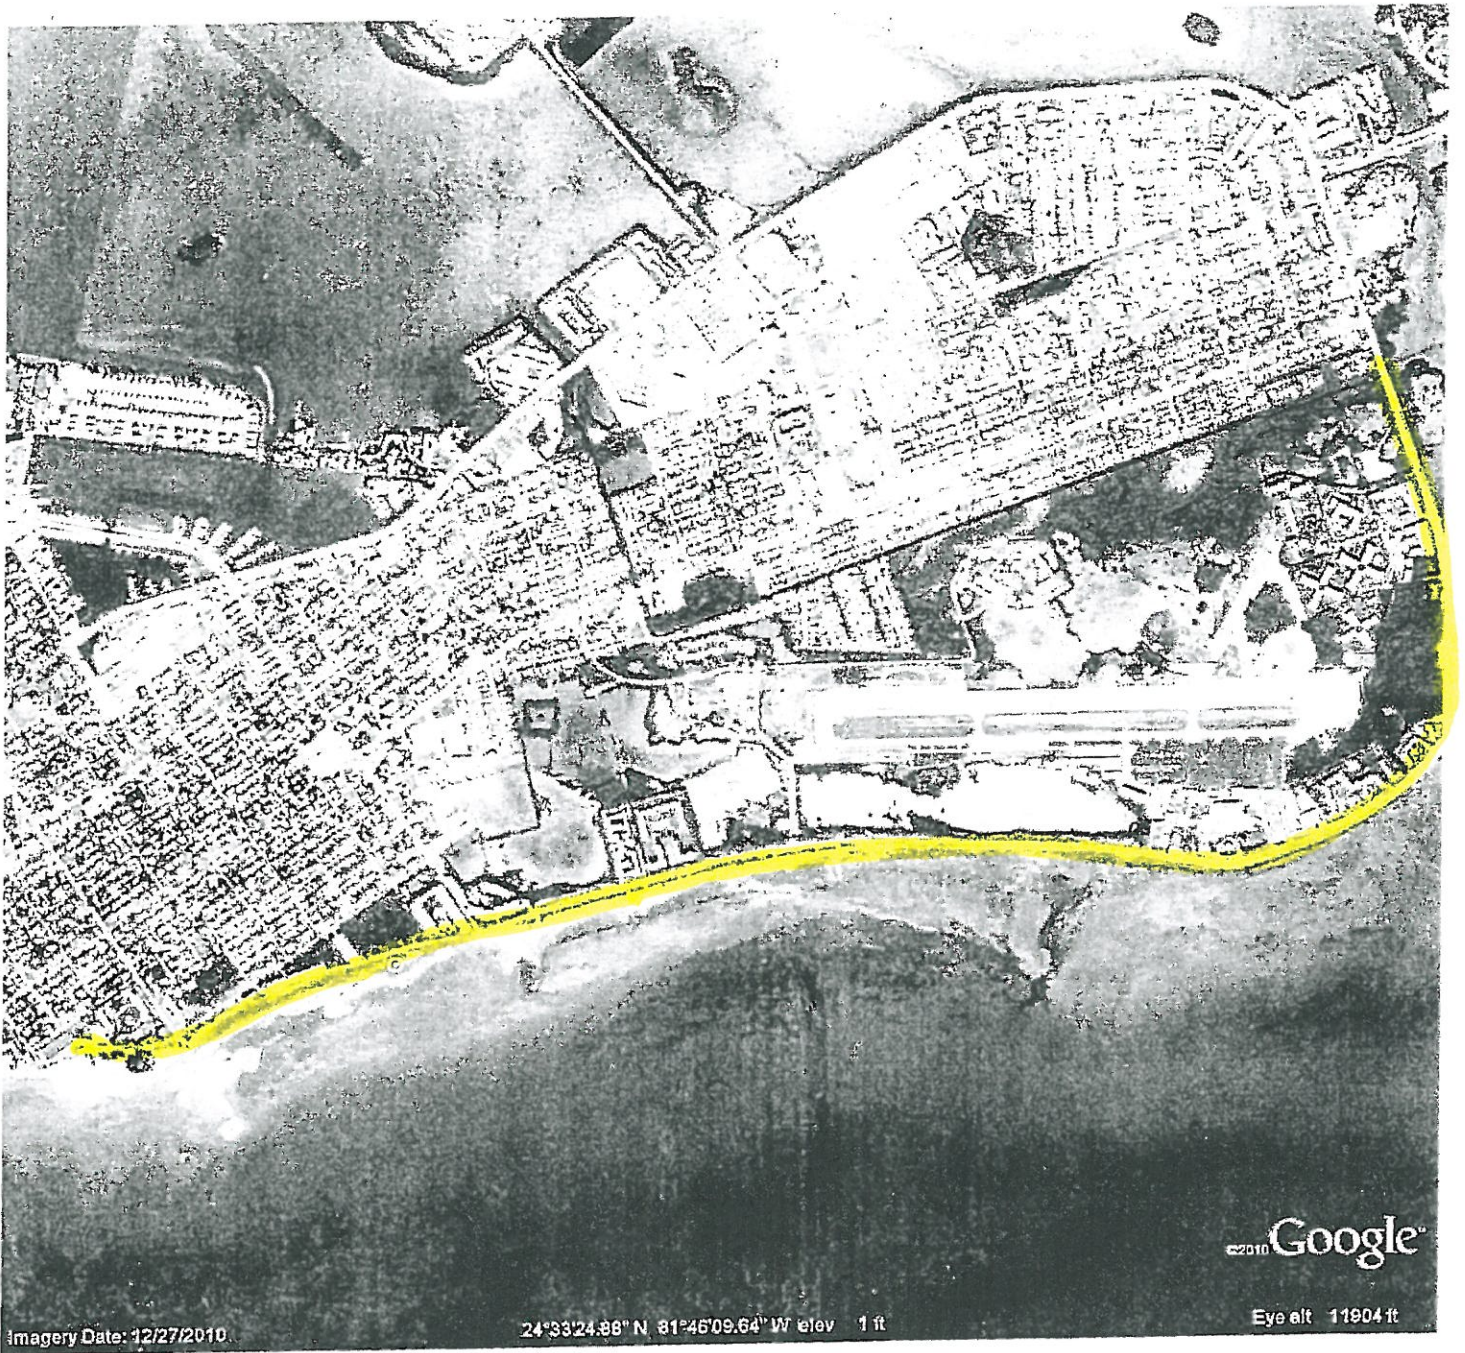 ©2010 Google™
Imagery Date: 12/27/2010
24°33'24.88" N 81°46'09.64" W elev 1 ft
Eye alt 11904 ft